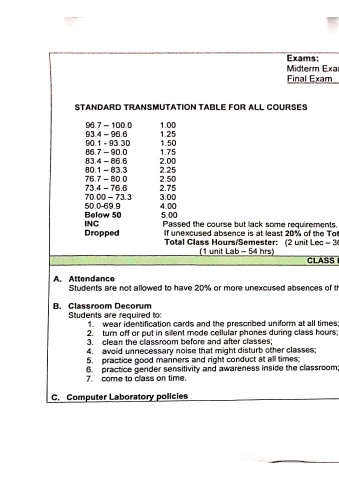 Exams:
Midterm Exa
Final Exam
STANDARD TRANSMUTATION TABLE FOR ALL COURSES
96.7 – 100.0 1.00
93.4 – 96.6 1.25
90.1 - 93.30 1.50
86.7 – 90.0 1.75
83.4 – 86.6 2.00
80.1 – 83.3 2.25
76.7 – 80.0 2.50
73.4 – 76.6 2.75
70.00 – 73.3 3.00
50.0-69.9 4.00
Below 50 5.00
INC Passed the course but lack some requirements.
Dropped If unexcused absence is at least 20% of the Tot
Total Class Hours/Semester: (2 unit Lec – 36
(1 unit Lab – 54 hrs)
CLASS
A. Attendance
Students are not allowed to have 20% or more unexcused absences of th
B. Classroom Decorum
Students are required to:
1. wear identification cards and the prescribed uniform at all times;
2. turn off or put in silent mode cellular phones during class hours;
3. clean the classroom before and after classes;
4. avoid unnecessary noise that might disturb other classes;
5. practice good manners and right conduct at all times;
6. practice gender sensitivity and awareness inside the classroom;
7. come to class on time.
C. Computer Laboratory policies